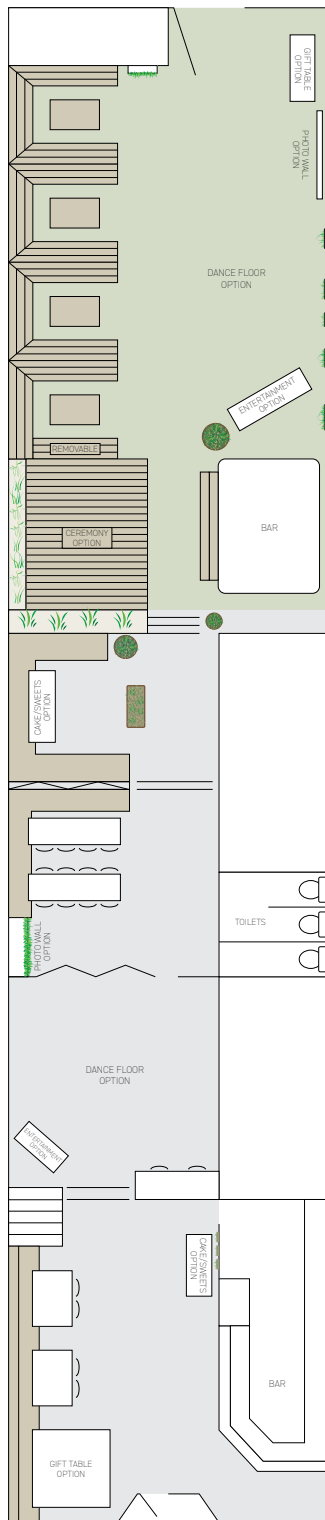 GIFT TABLE
OPTION
PHOTO WALL
OPTION
DANCE FLOOR
OPTION
ENTERTAINMENT
OPTION
REMOVABLE
BAR
CEREMONY
OPTION
CAKE/SWEETS
OPTION
TOILETS
PHOTO WALL
OPTION
DANCE FLOOR
OPTION
ENTERTAINMENT
OPTION
CAKE/SWEETS
OPTION
BAR
GIFT TABLE
OPTION